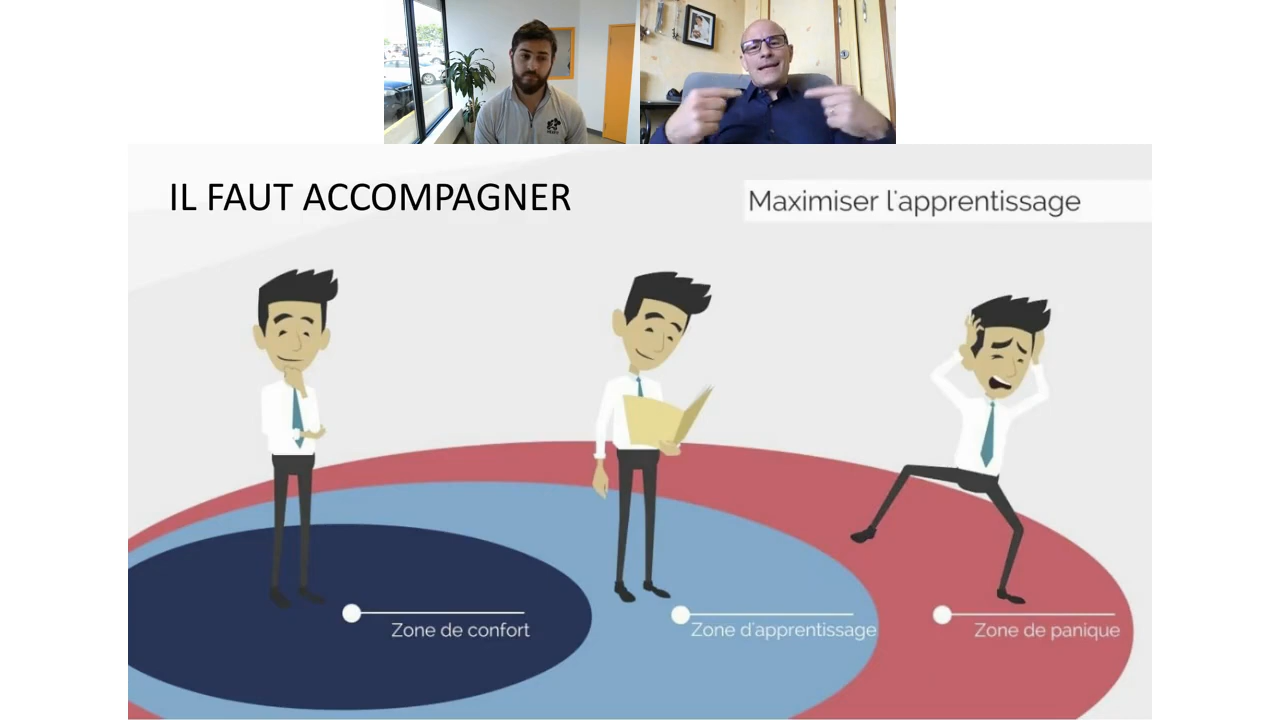 IL FAUT ACCOMPAGNER
Maximiser l'apprentissage
Zone de confort
Zone d'apprentissage
Zone de panique